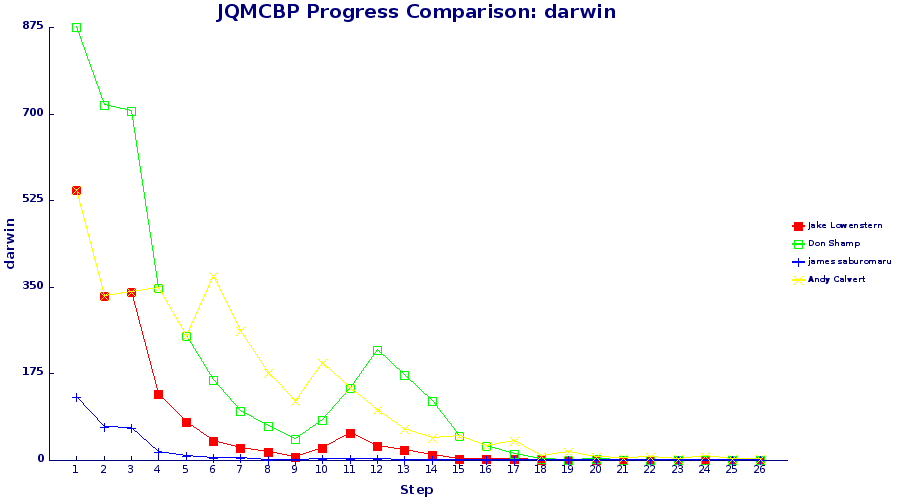 JQMCBP Progress Comparison: darwin
875
700
525
350
175
0
darwin
1 2 3 4 5 6 7 8 9 10 11 12 13 14 15 16 17 18 19 20 21 22 23 24 25 26
Step
Jake Lowenstern
Don Shamp
james saburomaru
Andy Calvert